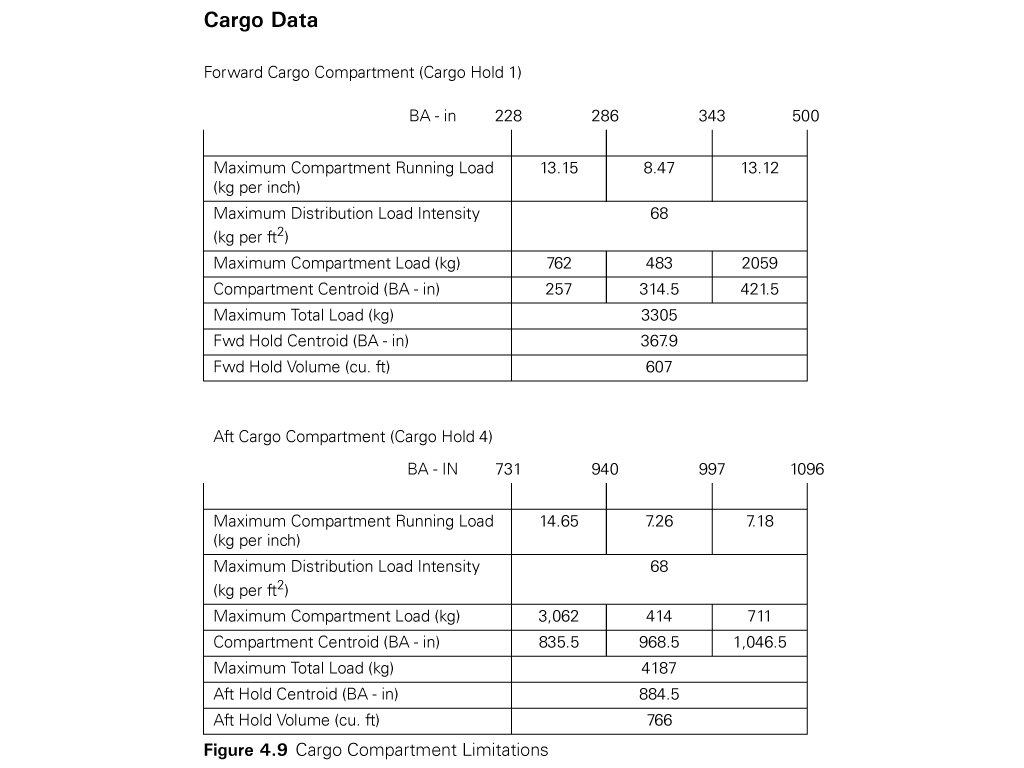 Cargo Data
Forward Cargo Compartment (Cargo Hold 1)
BA - in 228 286 343 500
Maximum Compartment Running Load 13.15 8.47 13.12
(kg per inch)
Maximum Distribution Load Intensity 68
(kg per ft2)
Maximum Compartment Load (kg) 762 483 2059
Compartment Centroid (BA - in) 257 314.5 421.5
Maximum Total Load (kg) 3305
Fwd Hold Centroid (BA - in) 367.9
Fwd Hold Volume (cu. ft) 607
Aft Cargo Compartment (Cargo Hold 4)
BA - IN 731 940 997 1096
Maximum Compartment Running Load 14.65 7.26 7.18
(kg per inch)
Maximum Distribution Load Intensity 68
(kg per ft2)
Maximum Compartment Load (kg) 3,062 414 711
Compartment Centroid (BA - in) 835.5 968.5 1,046.5
Maximum Total Load (kg) 4187
Aft Hold Centroid (BA - in) 884.5
Aft Hold Volume (cu. ft) 766
Figure 4.9 Cargo Compartment Limitations